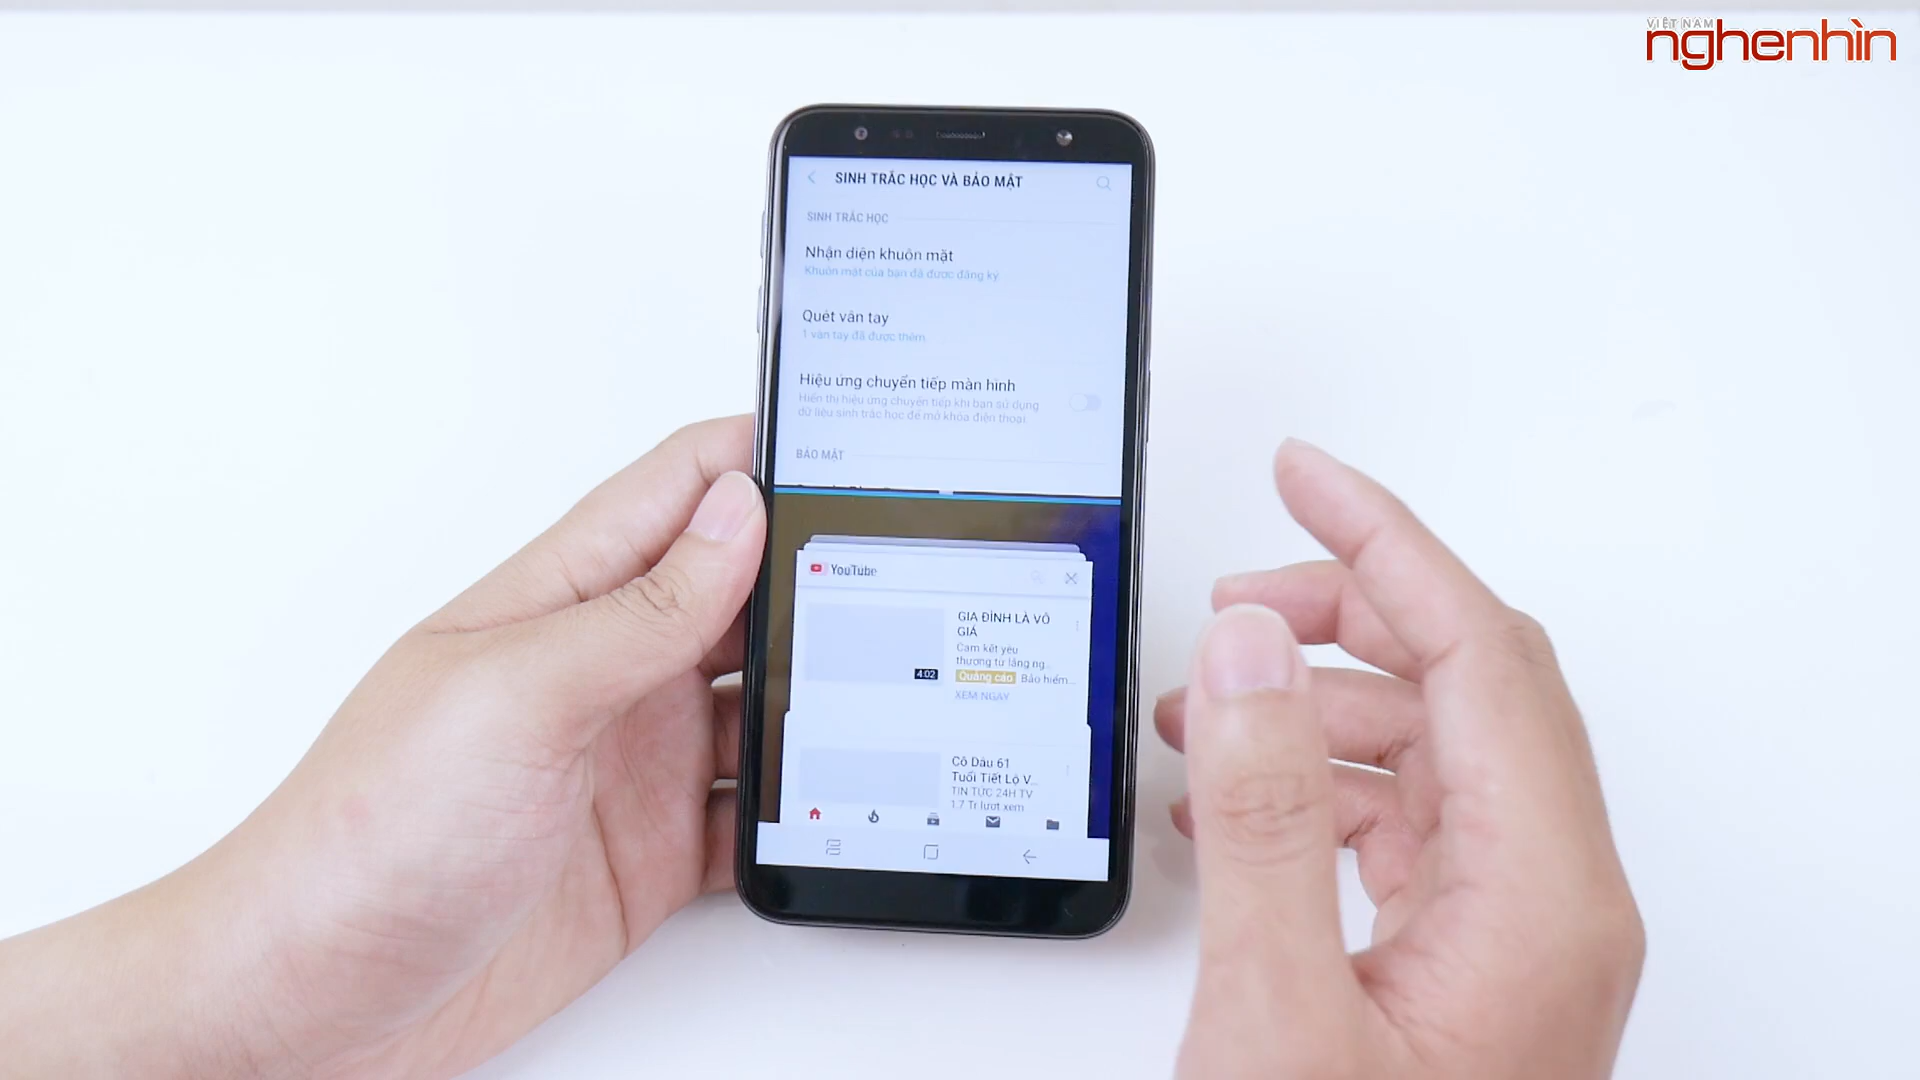 VIỆT NAM
nghenhìn
SINH TRẮC HỌC VÀ BẢO MẬT
SINH TRẮC HỌC
Nhận diện khuôn mặt
Khuôn mặt của bạn đã được đăng ký.
Quét vân tay
1 vân tay đã được thêm.
Hiệu ứng chuyển tiếp màn hình
Hiển thị hiệu ứng chuyển tiếp khi bạn sử dụng
dữ liệu sinh trắc học để mở khóa điện thoại.
BẢO MẬT
YouTube
GIA ĐÌNH LÀ VÔ
GIÁ
Cam kết yêu
thương từ lắng ng...
4:02
Quảng cáo Bảo hiểm...
XEM NGAY
Cô Dâu 61
Tuổi Tiết Lộ V...
TIN TỨC 24H TV
1,7 Tr lượt xem